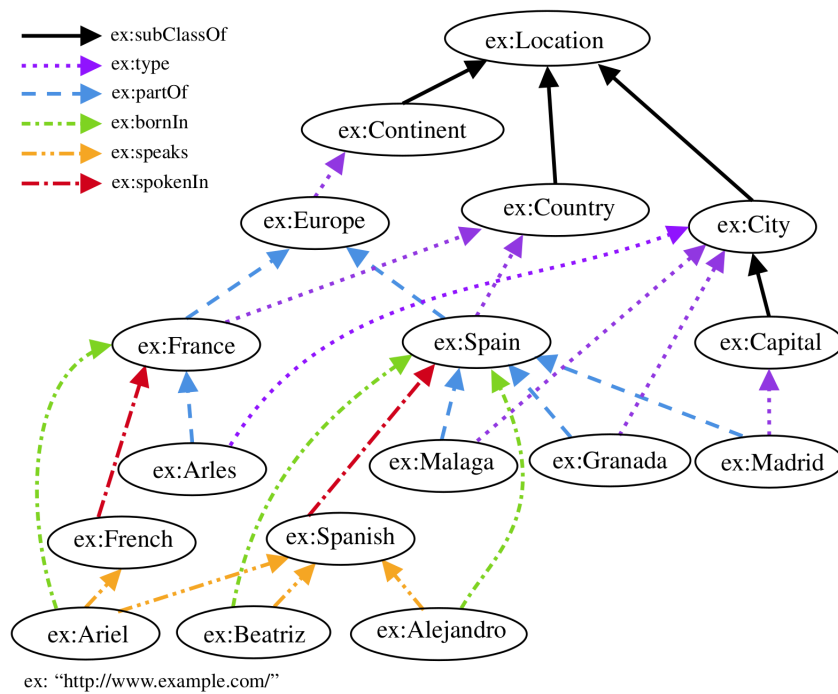 ex:subClassOf
ex:type
ex:partOf
ex:bornIn
ex:speaks
ex:spokenIn
ex:Location
ex:Continent
ex:Europe
ex:Country
ex:City
ex:France
ex:Spain
ex:Capital
ex:Arles
ex:Malaga
ex:Granada
ex:Madrid
ex:French
ex:Spanish
ex:Ariel
ex:Beatriz
ex:Alejandro
ex: “http://www.example.com/”